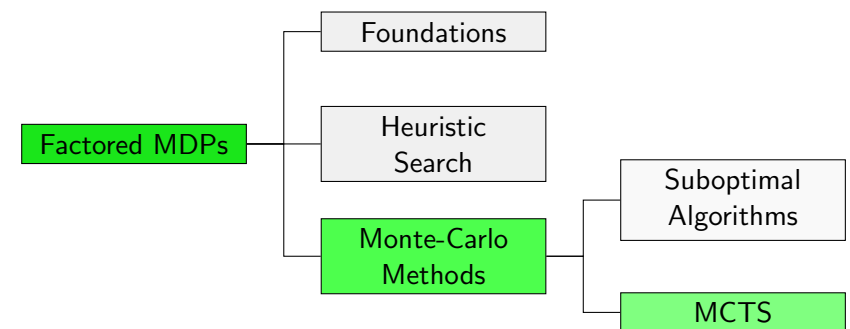 Foundations
Factored MDPs
Heuristic
Search
Monte-Carlo
Methods
Suboptimal
Algorithms
MCTS